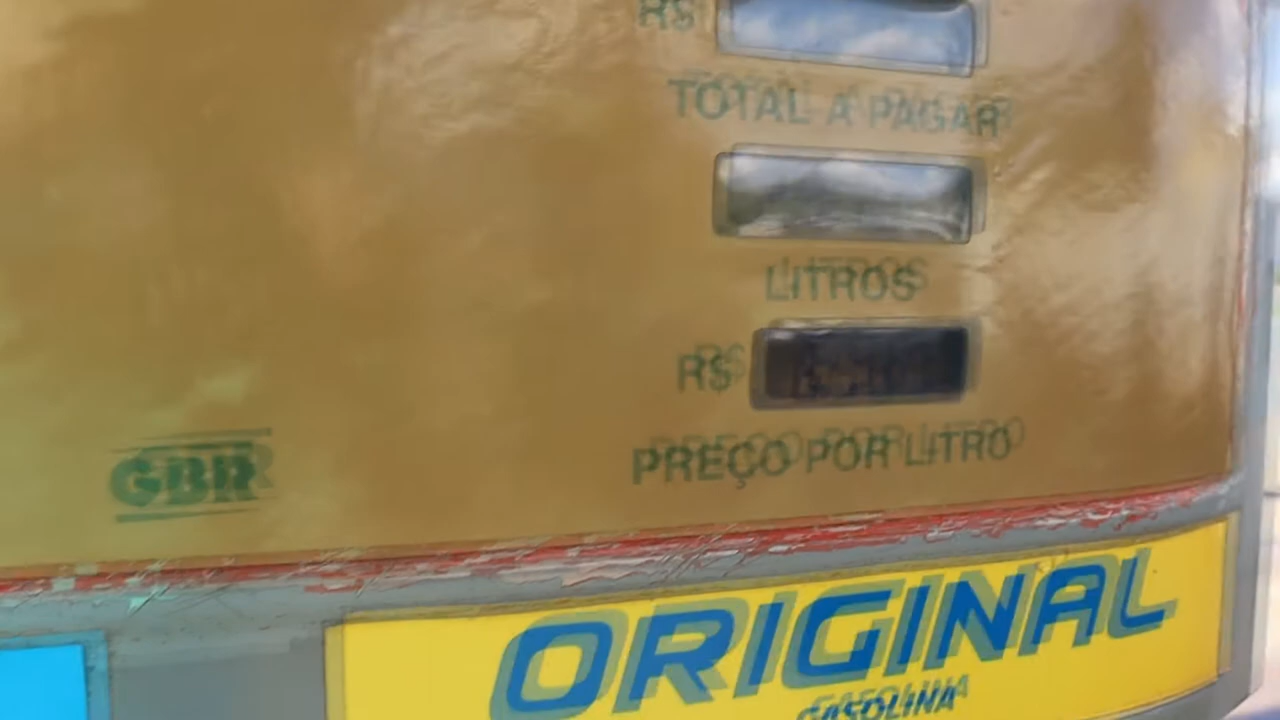 R$
TOTAL A PAGAR
LITROS
R$
PREÇO POR LITRO
GBR
ORIGINAL
GASOLINA